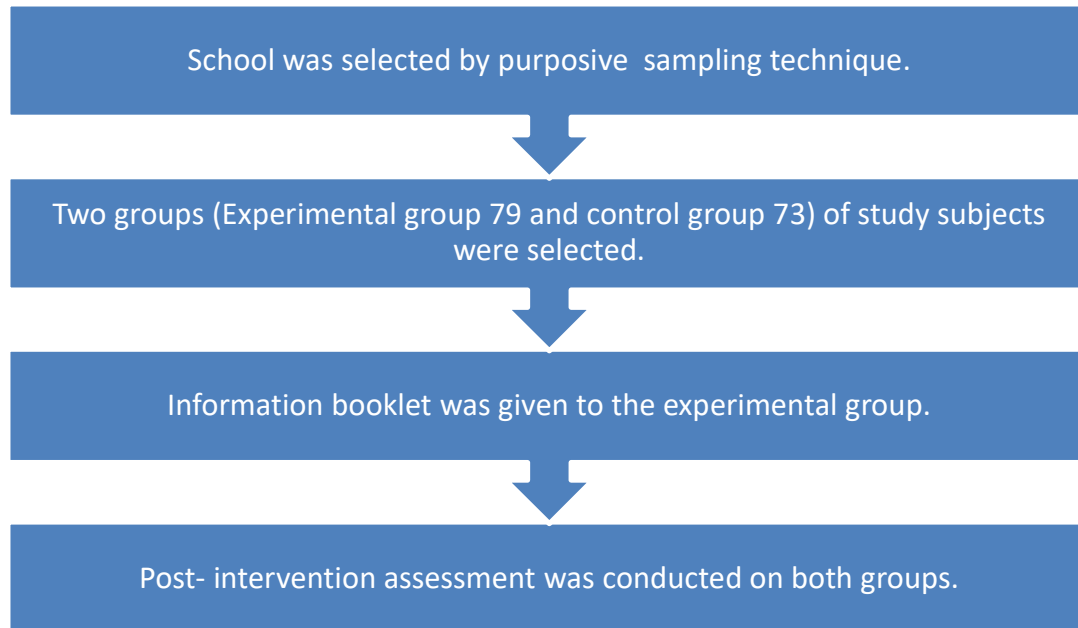 School was selected by purposive  sampling technique.
Two groups (Experimental group 79 and control group 73) of study subjects
were selected.
Information booklet was given to the experimental group.
Post- intervention assessment was conducted on both groups.